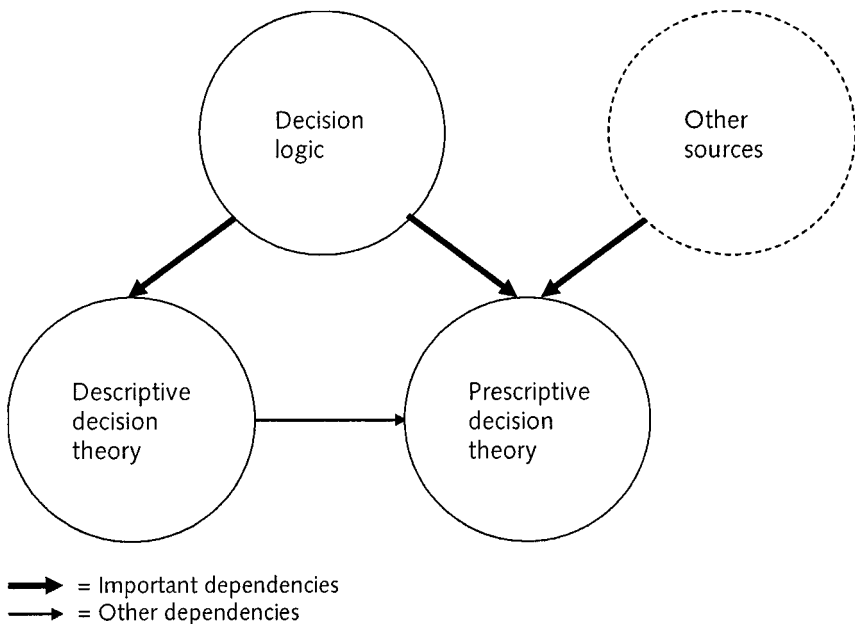 Decision
logic
Other
sources
Descriptive
decision
theory
Prescriptive
decision
theory
= Important dependencies
= Other dependencies